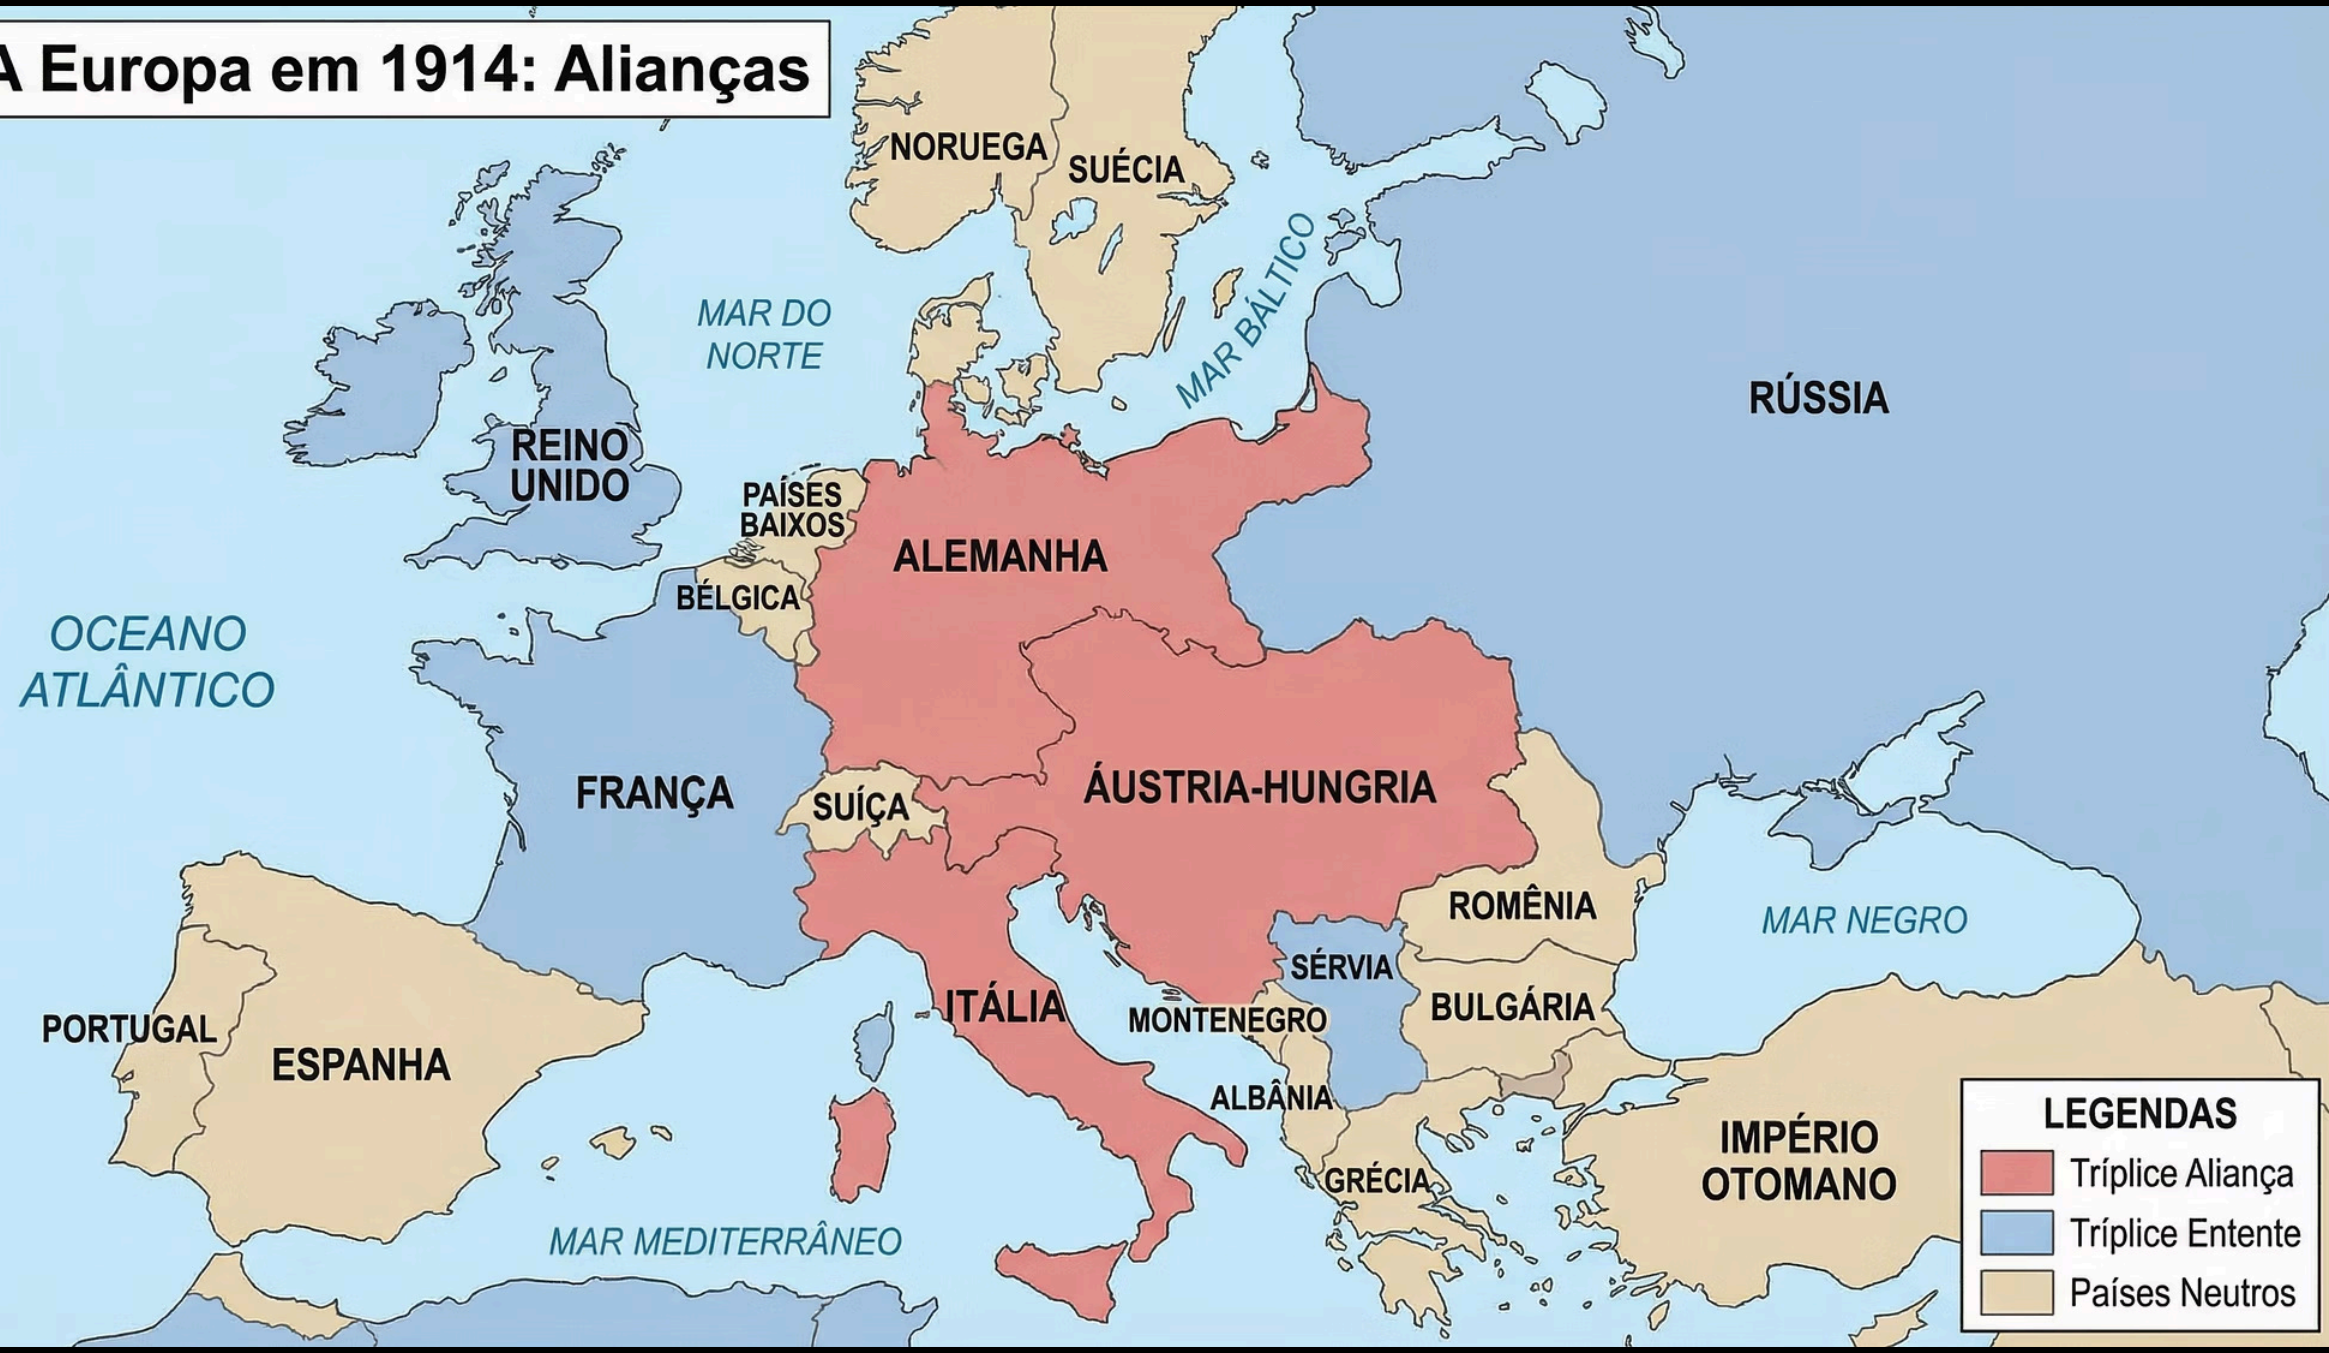 A Europa em 1914: Alianças
NORUEGA
SUÉCIA
MAR DO
NORTE
MAR BÁLTICO
RÚSSIA
REINO
UNIDO
PAÍSES
BAIXOS
ALEMANHA
BÉLGICA
OCEANO
ATLÂNTICO
FRANÇA
SUÍÇA
ÁUSTRIA-HUNGRIA
ROMÊNIA
MAR NEGRO
SÉRVIA
ITÁLIA
MONTENEGRO
BULGÁRIA
PORTUGAL
ESPANHA
ALBÂNIA
GRÉCIA
IMPÉRIO
OTOMANO
MAR MEDITERRÂNEO
LEGENDAS
Tríplice Aliança
Tríplice Entente
Países Neutros